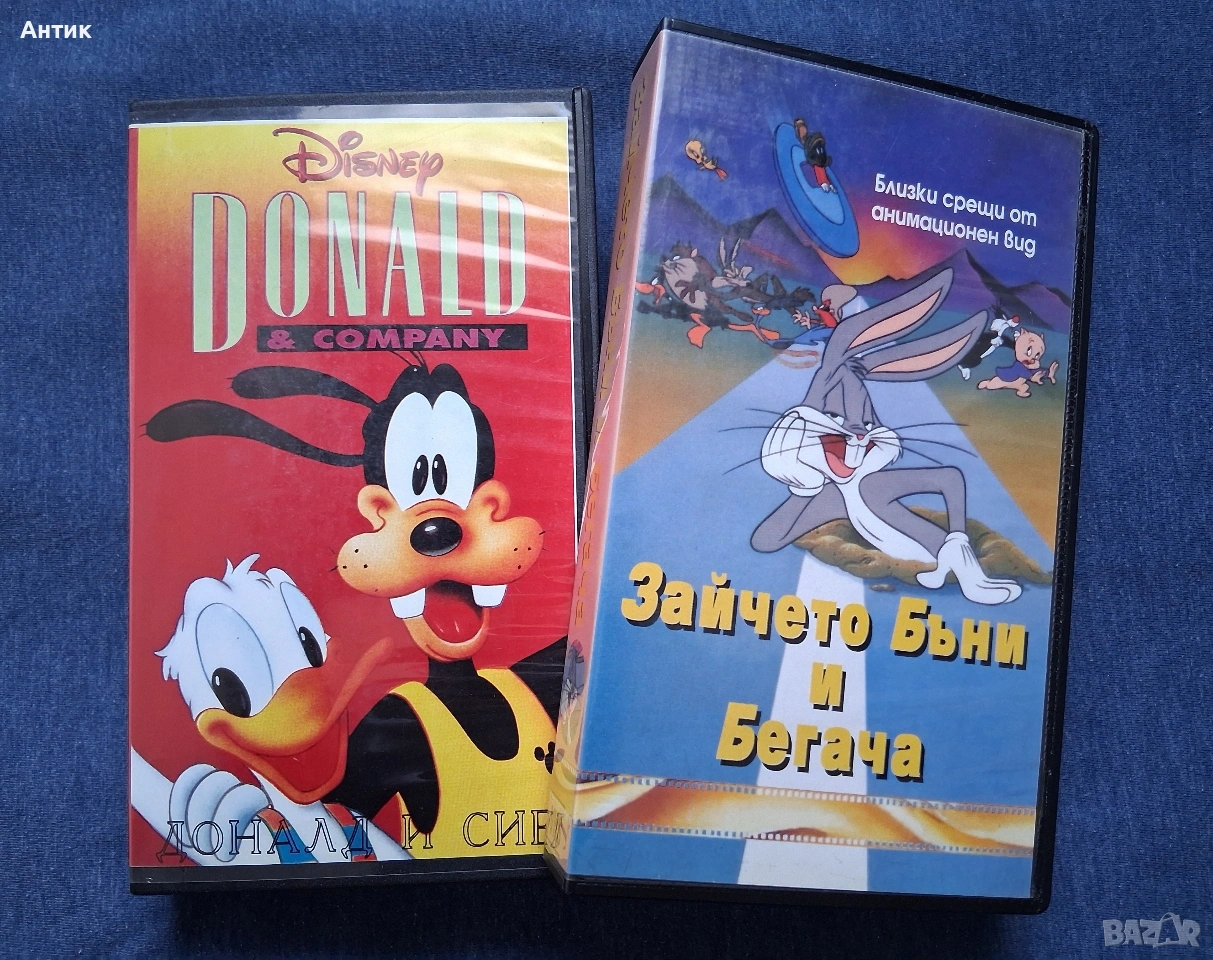 Антик
Disney
DONALD
& COMPANY
ДОНАЛД И СИЕ
Близки срещи от
анимационен вид
Зайчето Бъни
и
Бегача
BAZAR